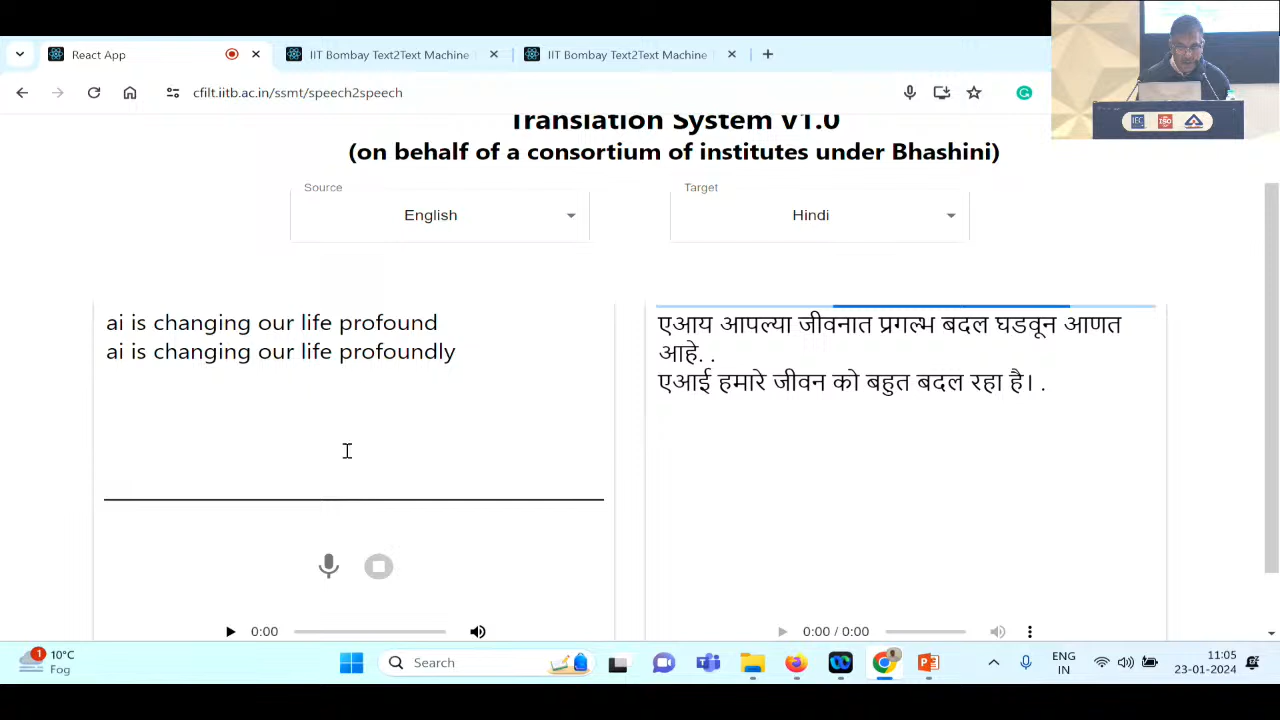 React App
IIT Bombay Text2Text Machine
IIT Bombay Text2Text Machine
cfilt.iitb.ac.in/ssmt/speech2speech
IEC
ISO
Translation System v1.0
(on behalf of a consortium of institutes under Bhashini)
Source
English
Target
Hindi
ai is changing our life profound
ai is changing our life profoundly
एआय आपल्या जीवनात प्रगल्भ बदल घडवून आणत
आहे. .
एआई हमारे जीवन को बहुत बदल रहा है। .
0:00
0:00 / 0:00
1
10°C
Fog
Search
ENG
IN
11:05
23-01-2024